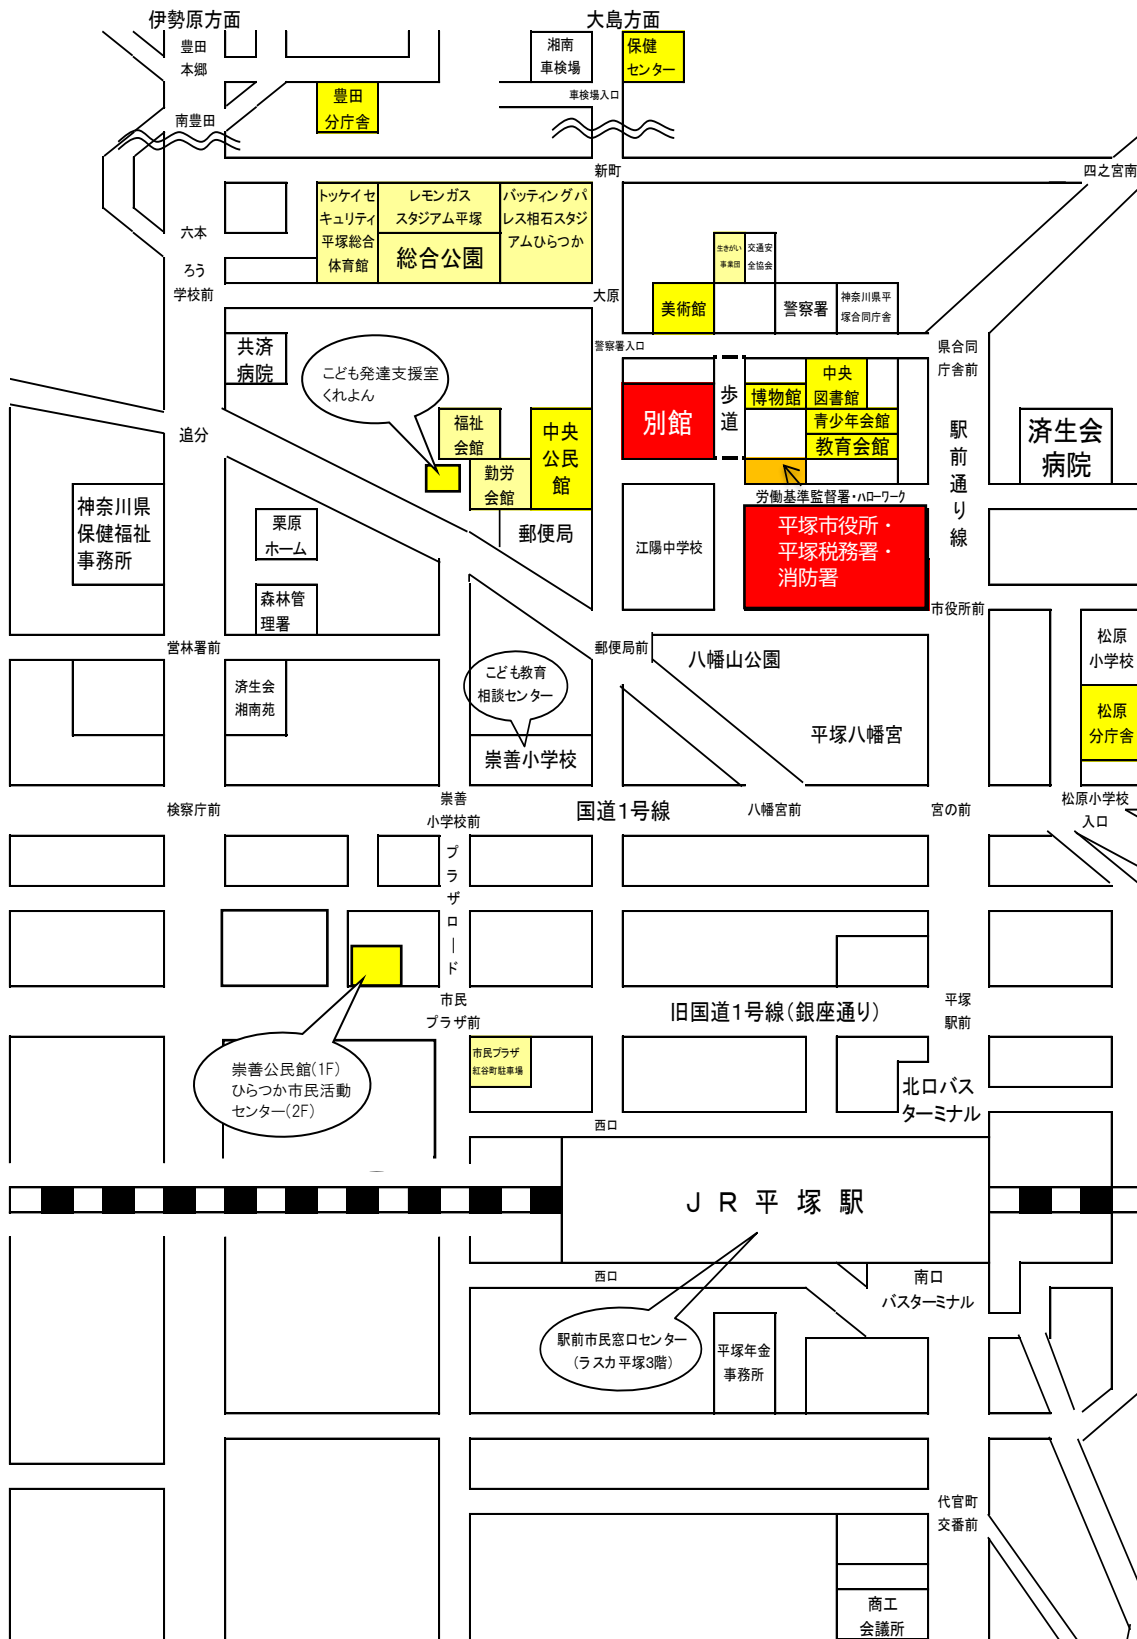 伊勢原方面
大島方面
豊田
本郷
湘南
車検場
保健
センター
豊田
分庁舎
車検場入口
南豊田
新町
四之宮南
トッケイセ
キュリティ
平塚総合
体育館
レモンガス
スタジアム平塚
総合公園
バッティングパ
レス相石スタジ
アムひらつか
六本
ろう
学校前
生きがい
事業団
交通安
全協会
大原
美術館
警察署
神奈川県平
塚合同庁舎
共済
病院
警察署入口
県合同
庁舎前
こども発達支援室
くれよん
別館
歩
道
博物館
中央
図書館
青少年会館
教育会館
追分
福祉
会館
中央
公民
館
勤労
会館
駅
前
通
り
線
済生会
病院
神奈川県
保健福祉
事務所
栗原
ホーム
郵便局
江陽中学校
労働基準監督署・ハローワーク
平塚市役所・
平塚税務署・
消防署
森林管
理署
市役所前
営林署前
郵便局前
八幡山公園
松原
小学校
済生会
湘南苑
こども教育
相談センター
平塚八幡宮
松原
分庁舎
崇善小学校
検察庁前
崇善
小学校前
国道1号線
八幡宮前
宮の前
松原小学校
入口
プ
ラ
ザ
ロ
ー
ド
市民
プラザ前
旧国道1号線(銀座通り)
平塚
駅前
崇善公民館(1F)
ひらつか市民活動
センター(2F)
市民プラザ
紅谷町駐車場
北口バス
ターミナル
西口
JR平塚駅
西口
南口
バスターミナル
駅前市民窓口センター
(ラスカ平塚3階)
平塚年金
事務所
代官町
交番前
商工
会議所